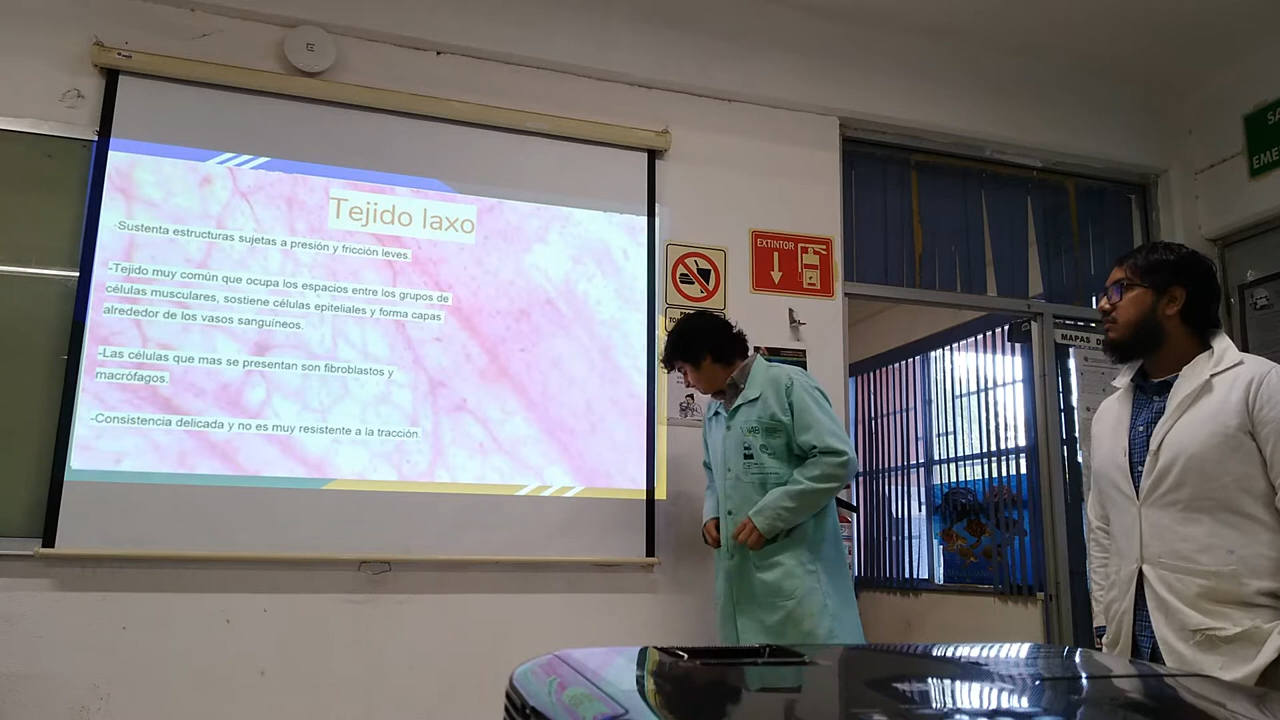 Tejido laxo
-Sustenta estructuras sujetas a presión y fricción leves.
-Tejido muy común que ocupa los espacios entre los grupos de
células musculares, sostiene células epiteliales y forma capas
alrededor de los vasos sanguíneos.
-Las células que mas se presentan son fibroblastos y
macrófagos.
-Consistencia delicada y no es muy resistente a la tracción.
EXTINTOR
MAPAS